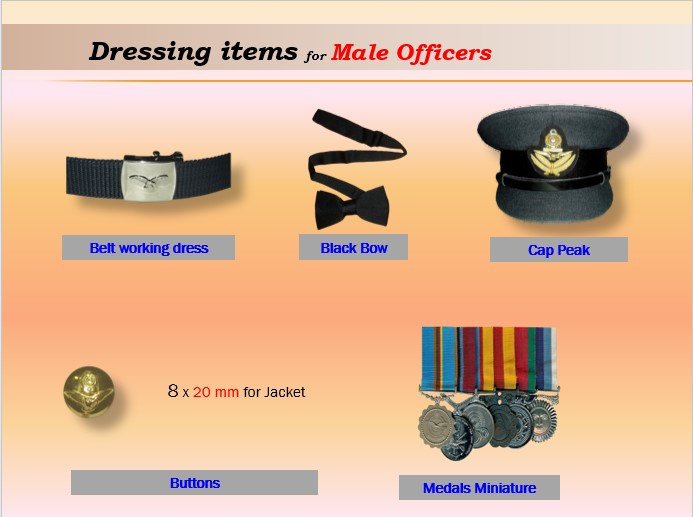 Dressing items for Male Officers
Belt working dress
Black Bow
Cap Peak
8 x 20 mm for Jacket
Buttons
Medals Miniature